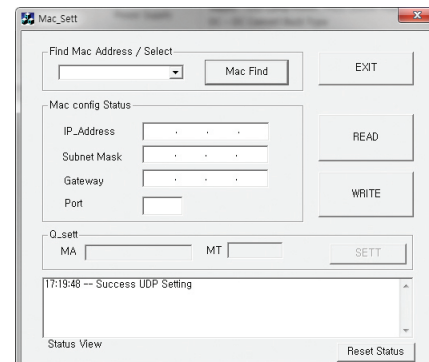 Mac_Sett
Find Mac Address / Select
Mac Find
EXIT
Mac config Status
IP_Address
Subnet Mask
Gateway
Port
READ
WRITE
Q_sett
MA
MT
SETT
17:19:48 -- Success UDP Setting
Status View
Reset Status